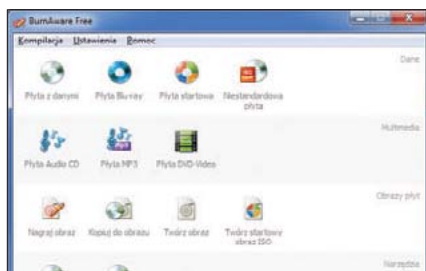 BurnAware Free
Kompilacja Ustawienia Pomoc
Dane
Płyta z danymi Płyta Blu-ray Płyta startowa Niestandardowa
płyta
Multimedia
Płyta Audio CD Płyta MP3 Płyta DVD-Video
Obrazy płyt
Nagraj obraz Kopiuj do obrazu Twórz obraz Twórz startowy
obraz ISO
Narzędzia